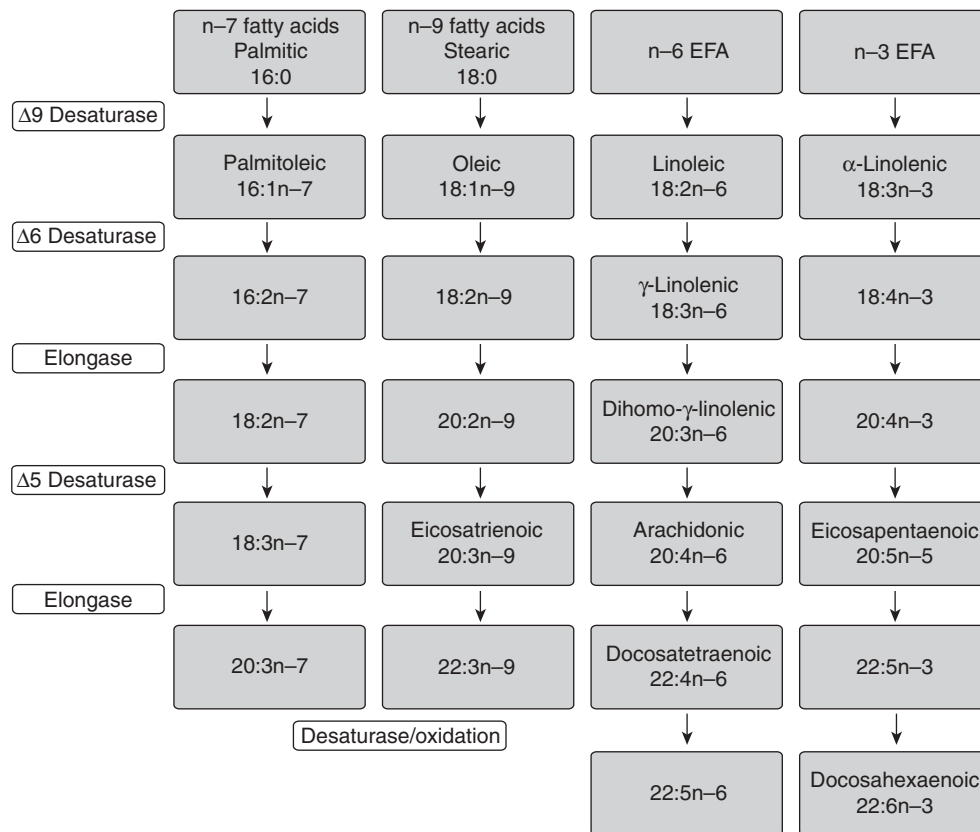 n–7 fatty acids
Palmitic
16:0
n–9 fatty acids
Stearic
18:0
n–6 EFA
n–3 EFA
Δ9 Desaturase
Palmitoleic
16:1n–7
Oleic
18:1n–9
Linoleic
18:2n–6
α-Linolenic
18:3n–3
Δ6 Desaturase
16:2n–7
18:2n–9
γ-Linolenic
18:3n–6
18:4n–3
Elongase
18:2n–7
20:2n–9
Dihomo-γ-linolenic
20:3n–6
20:4n–3
Δ5 Desaturase
18:3n–7
Eicosatrienoic
20:3n–9
Arachidonic
20:4n–6
Eicosapentaenoic
20:5n–5
Elongase
20:3n–7
22:3n–9
Docosatetraenoic
22:4n–6
22:5n–3
Desaturase/oxidation
22:5n–6
Docosahexaenoic
22:6n–3